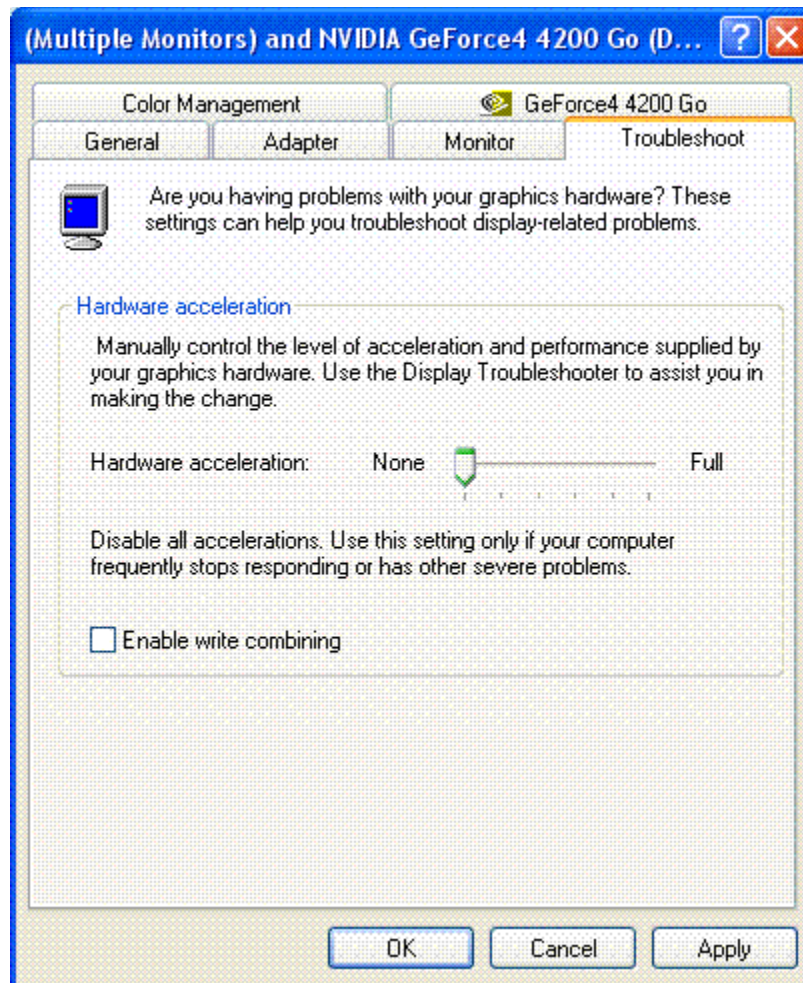 (Multiple Monitors) and NVIDIA GeForce4 4200 Go (D...
Color Management
GeForce4 4200 Go
General
Adapter
Monitor
Troubleshoot
Are you having problems with your graphics hardware? These
settings can help you troubleshoot display-related problems.
Hardware acceleration
Manually control the level of acceleration and performance supplied by
your graphics hardware. Use the Display Troubleshooter to assist you in
making the change.
Hardware acceleration: None Full
Disable all accelerations. Use this setting only if your computer
frequently stops responding or has other severe problems.
Enable write combining
OK
Cancel
Apply